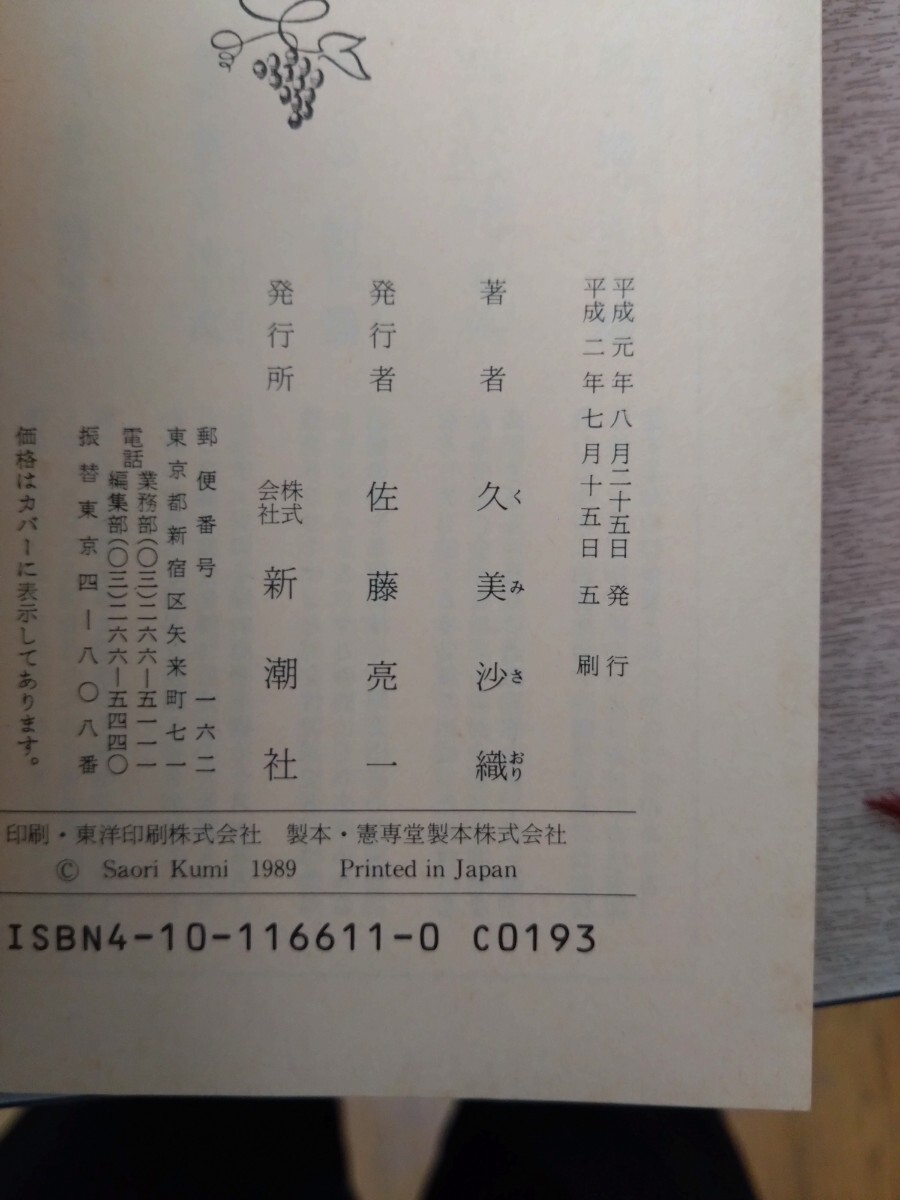 平成元年八月二十五日発行
平成二年七月十五日五刷
著者 久美沙織
くみさおり
発行者 佐藤亮一
発行所 株式会社新潮社
郵便番号一六二
東京都新宿区矢来町七一
電話 業務部(〇三)二六六―五一一一
編集部(〇三)二六六―五四四〇
振替東京四―八〇八番
価格はカバーに表示してあります。
印刷・東洋印刷株式会社 製本・憲専堂製本株式会社
© Saori Kumi 1989 Printed in Japan
ISBN4-10-116611-0 C0193